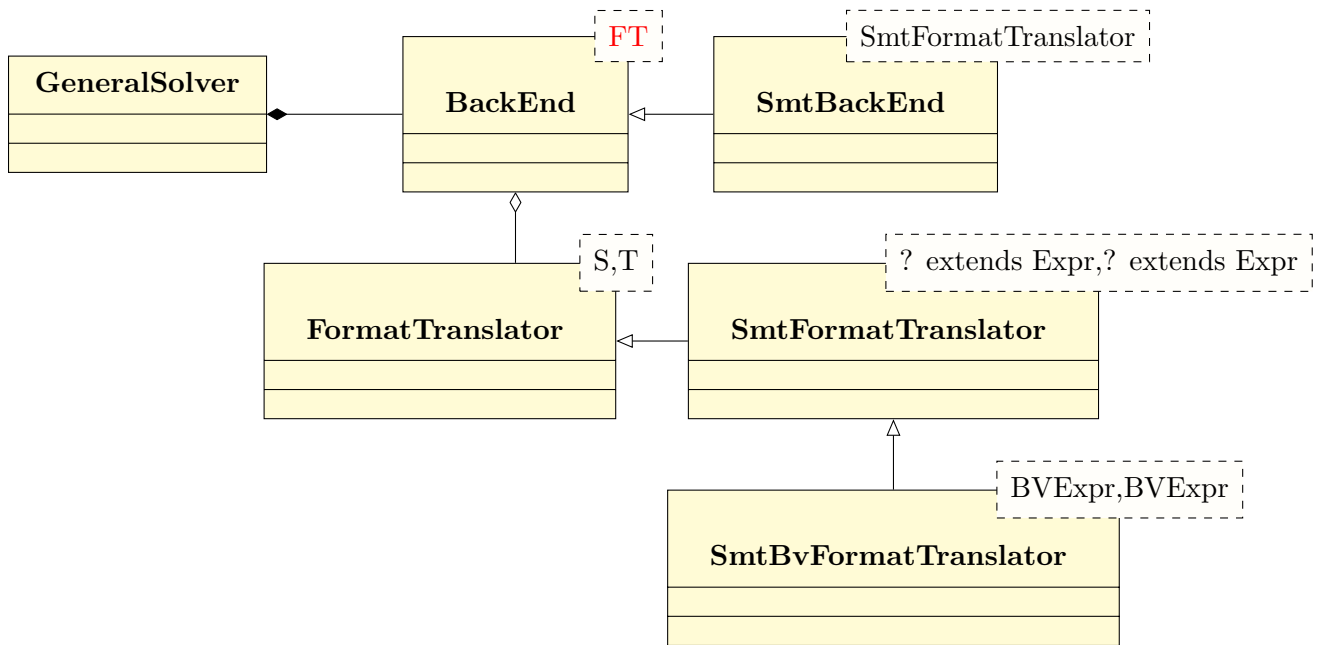 FT
SmtFormatTranslator
GeneralSolver
BackEnd
SmtBackEnd
S,T
? extends Expr,? extends Expr
FormatTranslator
SmtFormatTranslator
BVExpr,BVExpr
SmtBvFormatTranslator